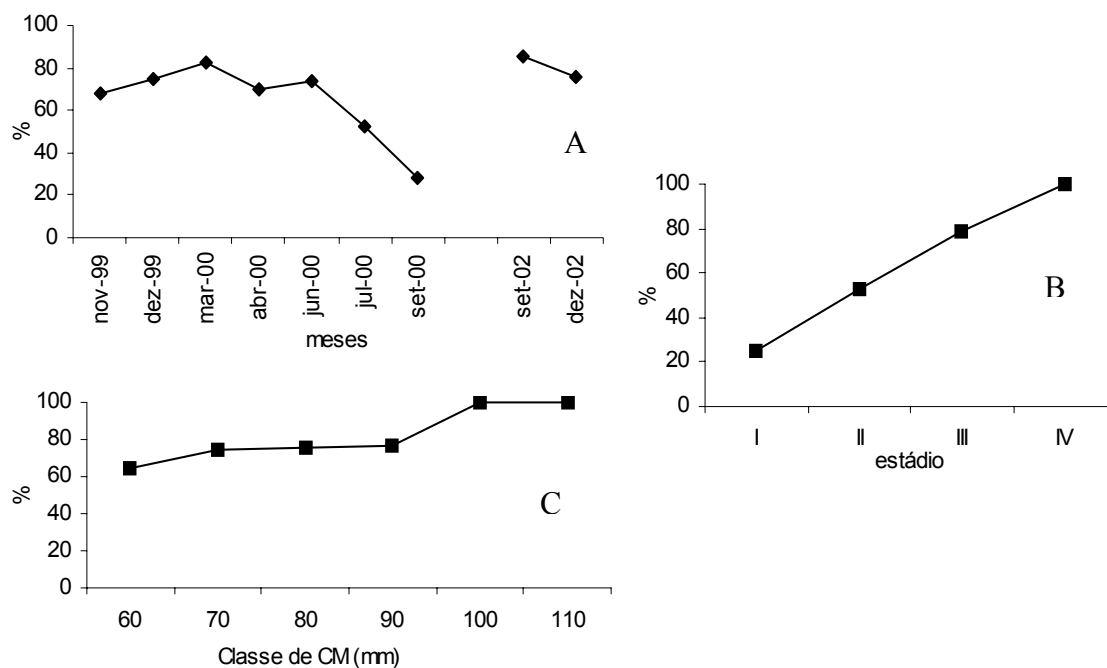 100
80
60
40
20
0
%
A
nov-99
dez-99
mar-00
abr-00
jun-00
jul-00
set-00
set-02
dez-02
meses
100
80
60
40
20
0
%
B
I
II
III
IV
estádio
100
80
60
40
20
0
%
C
60 70 80 90 100 110
Classe de CM (mm)